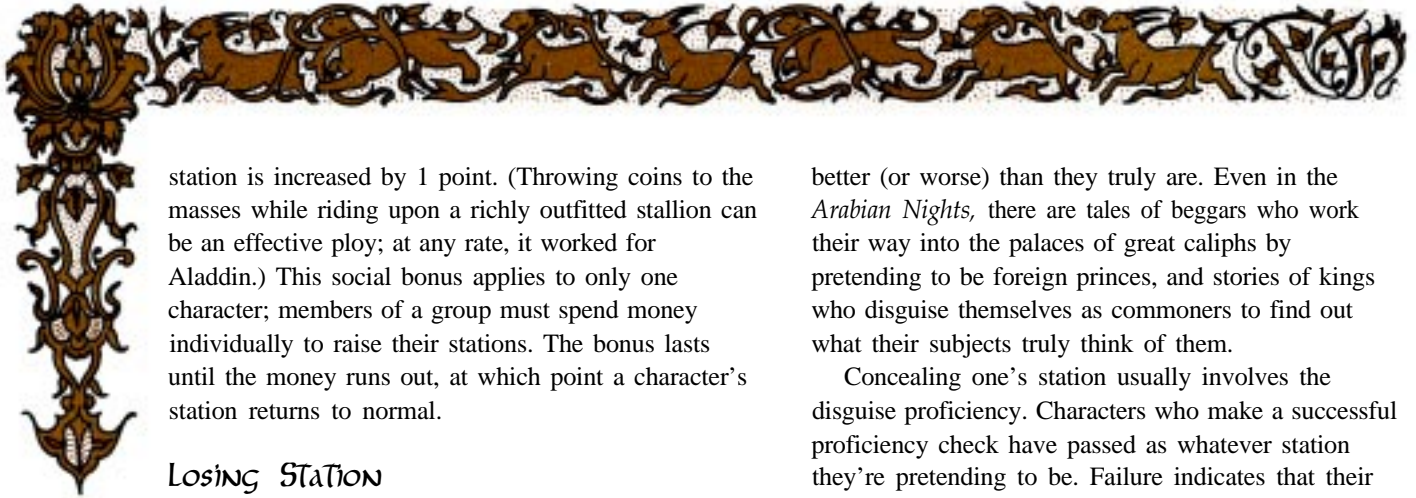 station is increased by 1 point. (Throwing coins to the
masses while riding upon a richly outfitted stallion can
be an effective ploy; at any rate, it worked for
Aladdin.) This social bonus applies to only one
character; members of a group must spend money
individually to raise their stations. The bonus lasts
until the money runs out, at which point a character's
station returns to normal.
Losing Station
better (or worse) than they truly are. Even in the
Arabian Nights, there are tales of beggars who work
their way into the palaces of great caliphs by
pretending to be foreign princes, and stories of kings
who disguise themselves as commoners to find out
what their subjects truly think of them.
Concealing one's station usually involves the
disguise proficiency. Characters who make a successful
proficiency check have passed as whatever station
they're pretending to be. Failure indicates that their